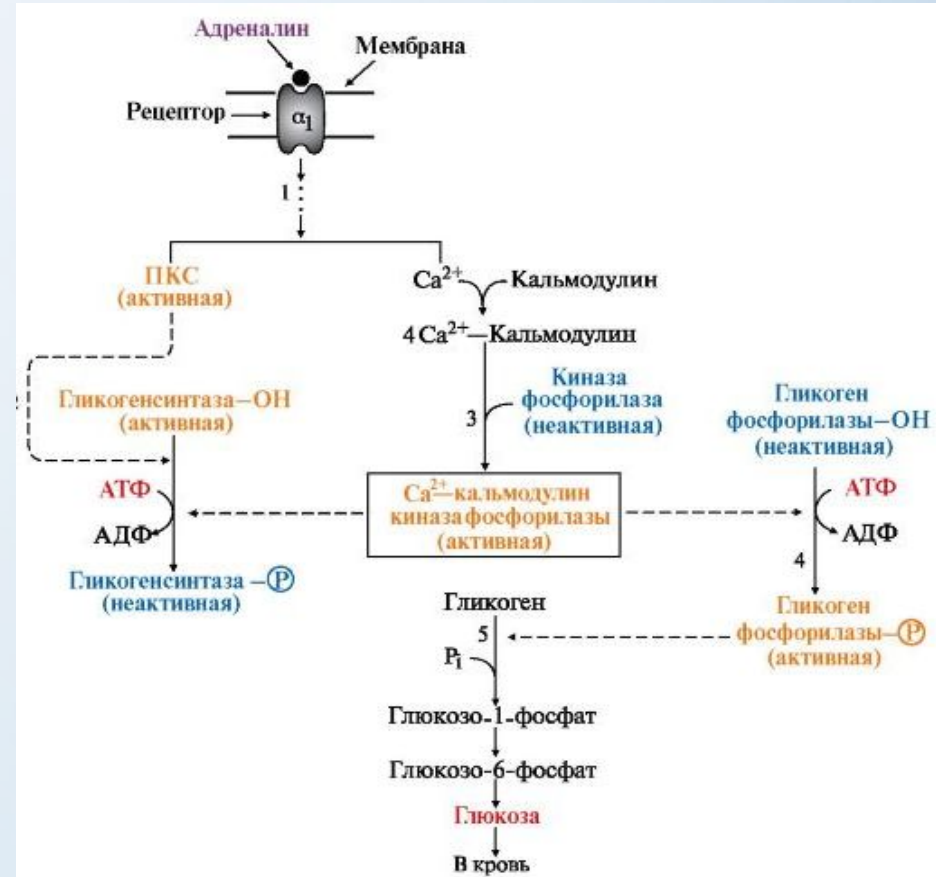 Адреналин
Мембрана
Рецептор
α1
1
ПКС
(активная)
Ca2+
Кальмодулин
4 Ca2+—Кальмодулин
Гликогенсинтаза—OH
(активная)
3
Киназа
фосфорилаза
(неактивная)
Гликоген
фосфорилазы—OH
(неактивная)
АТФ
АДФ
Ca2+—кальмодулин
киназа фосфорилазы
(активная)
АТФ
АДФ
4
Гликогенсинтаза —P
(неактивная)
Гликоген
5
Pi
Гликоген
фосфорилазы—P
(активная)
Глюкозо-1-фосфат
Глюкозо-6-фосфат
Глюкоза
В кровь